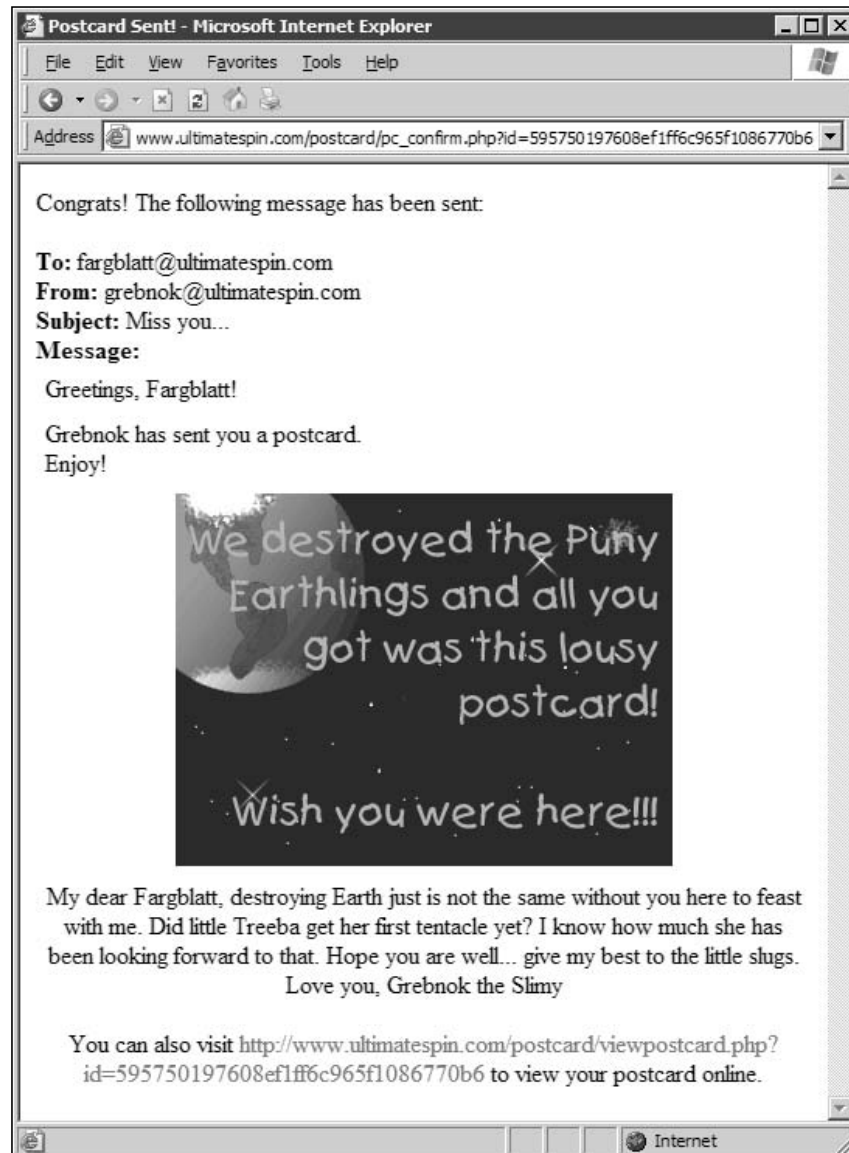 Postcard Sent! - Microsoft Internet Explorer
File Edit View Favorites Tools Help
Address www.ultimatespin.com/postcard/pc_confirm.php?id=595750197608ef1ff6c965f1086770b6
Congrats! The following message has been sent:
To: fargblatt@ultimatespin.com
From: grebnok@ultimatespin.com
Subject: Miss you...
Message:
Greetings, Fargblatt!
Grebnok has sent you a postcard.
Enjoy!
We destroyed the Puny
Earthlings and all you
got was this lousy
postcard!
Wish you were here!!!
My dear Fargblatt, destroying Earth just is not the same without you here to feast
with me. Did little Treeba get her first tentacle yet? I know how much she has
been looking forward to that. Hope you are well... give my best to the little slugs.
Love you, Grebnok the Slimy
You can also visit http://www.ultimatespin.com/postcard/viewpostcard.php?
id=595750197608ef1ff6c965f1086770b6 to view your postcard online.
Internet